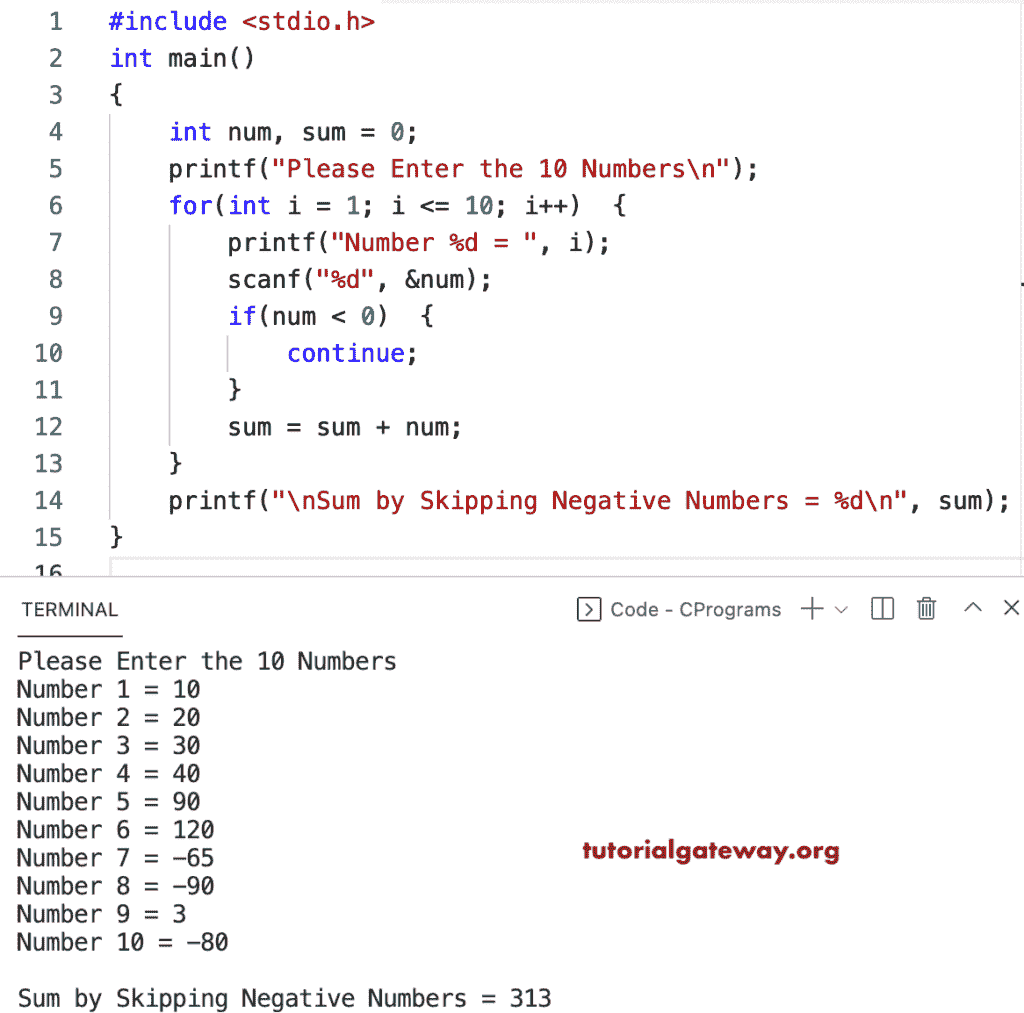 1 #include <stdio.h>
2 int main()
3 {
4 int num, sum = 0;
5 printf("Please Enter the 10 Numbers\n");
6 for(int i = 1; i <= 10; i++)  {
7 printf("Number %d = ", i);
8 scanf("%d", &num);
9 if(num < 0)  {
10 continue;
11 }
12 sum = sum + num;
13 }
14 printf("\nSum by Skipping Negative Numbers = %d\n", sum);
15 }
16
TERMINAL Code - CPrograms
Please Enter the 10 Numbers
Number 1 = 10
Number 2 = 20
Number 3 = 30
Number 4 = 40
Number 5 = 90
Number 6 = 120
Number 7 = -65
tutorialgateway.org
Number 8 = -90
Number 9 = 3
Number 10 = -80
Sum by Skipping Negative Numbers = 313